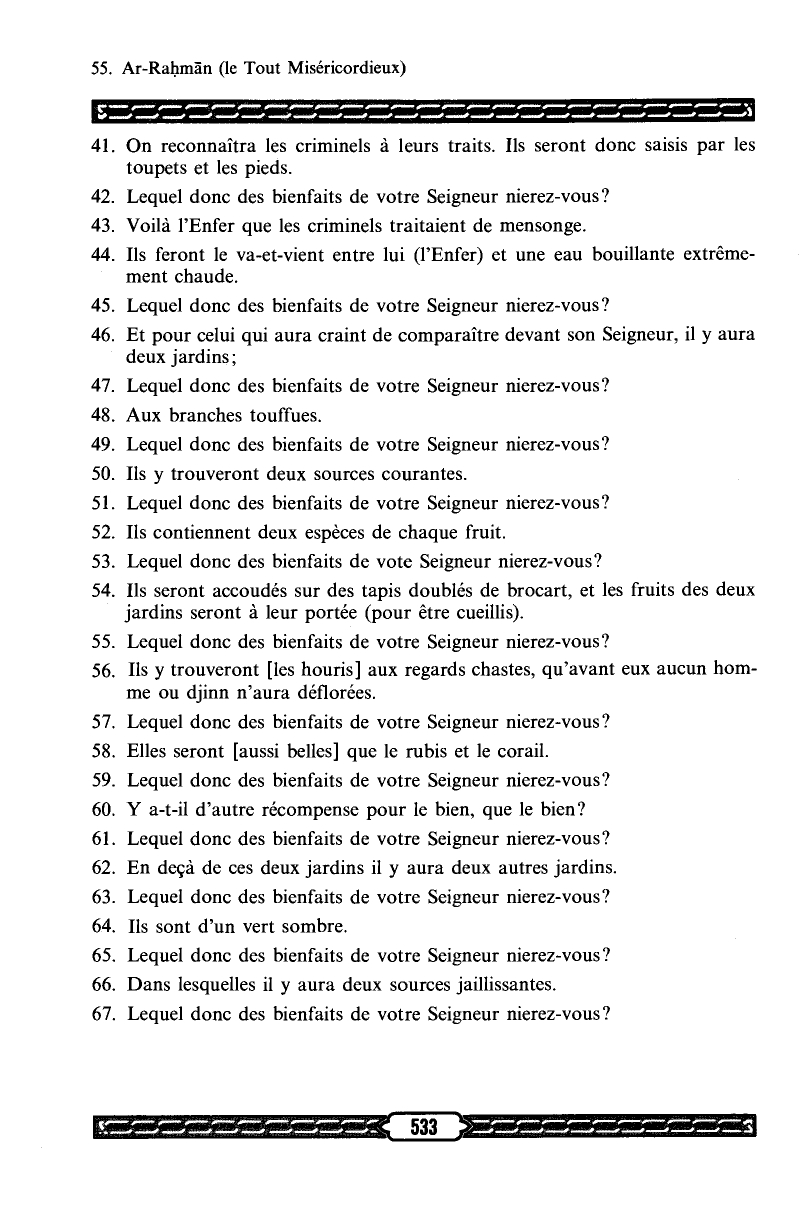 55. Ar-Raḥmān (le Tout Miséricordieux)
41. On reconnaîtra les criminels à leurs traits. Ils seront donc saisis par les
toupets et les pieds.
42. Lequel donc des bienfaits de votre Seigneur nierez-vous?
43. Voilà l'Enfer que les criminels traitaient de mensonge.
44. Ils feront le va-et-vient entre lui (l'Enfer) et une eau bouillante extrême-
ment chaude.
45. Lequel donc des bienfaits de votre Seigneur nierez-vous?
46. Et pour celui qui aura craint de comparaître devant son Seigneur, il y aura
deux jardins;
47. Lequel donc des bienfaits de votre Seigneur nierez-vous?
48. Aux branches touffues.
49. Lequel donc des bienfaits de votre Seigneur nierez-vous?
50. Ils y trouveront deux sources courantes.
51. Lequel donc des bienfaits de votre Seigneur nierez-vous?
52. Ils contiennent deux espèces de chaque fruit.
53. Lequel donc des bienfaits de vote Seigneur nierez-vous?
54. Ils seront accoudés sur des tapis doublés de brocart, et les fruits des deux
jardins seront à leur portée (pour être cueillis).
55. Lequel donc des bienfaits de votre Seigneur nierez-vous?
56. Ils y trouveront [les houris] aux regards chastes, qu'avant eux aucun hom-
me ou djinn n'aura déflorées.
57. Lequel donc des bienfaits de votre Seigneur nierez-vous?
58. Elles seront [aussi belles] que le rubis et le corail.
59. Lequel donc des bienfaits de votre Seigneur nierez-vous?
60. Y a-t-il d'autre récompense pour le bien, que le bien?
61. Lequel donc des bienfaits de votre Seigneur nierez-vous?
62. En deçà de ces deux jardins il y aura deux autres jardins.
63. Lequel donc des bienfaits de votre Seigneur nierez-vous?
64. Ils sont d'un vert sombre.
65. Lequel donc des bienfaits de votre Seigneur nierez-vous?
66. Dans lesquelles il y aura deux sources jaillissantes.
67. Lequel donc des bienfaits de votre Seigneur nierez-vous?
533